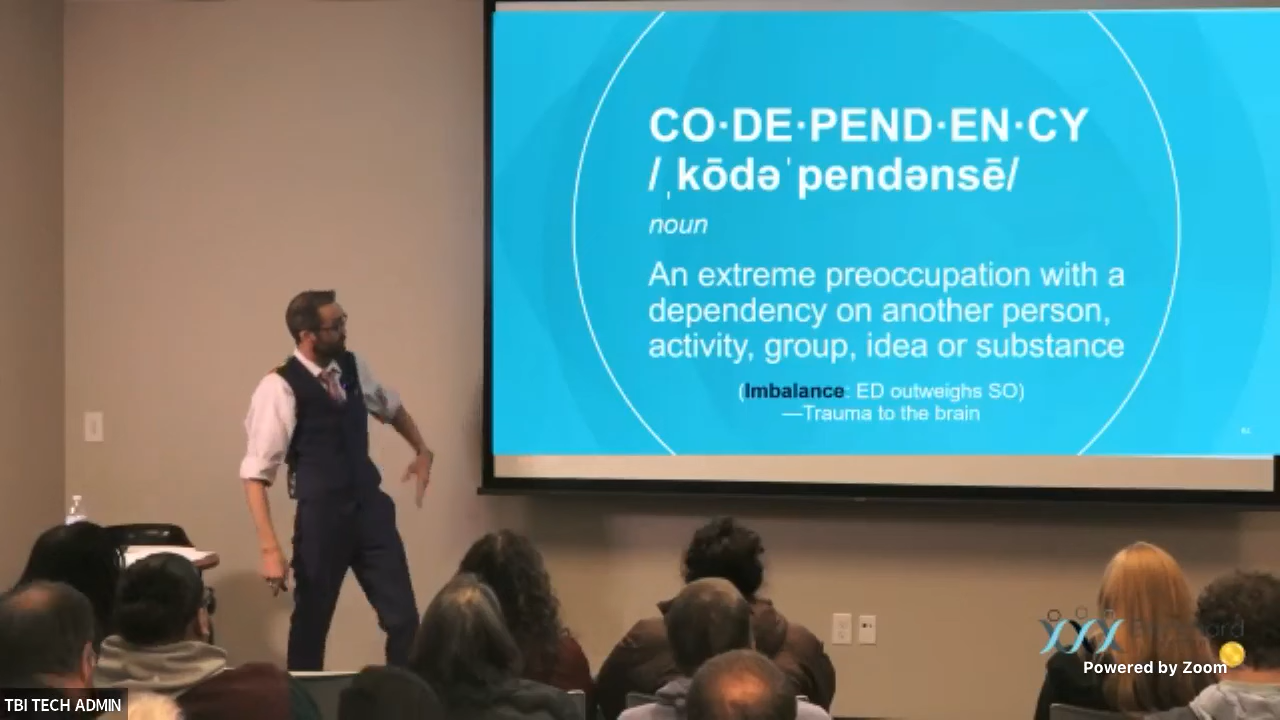 CO·DE·PEND·EN·CY
/ˌkōdəˈpendənsē/
noun
An extreme preoccupation with a
dependency on another person,
activity, group, idea or substance
(Imbalance: ED outweighs SO)
—Trauma to the brain
Powered by Zoom
TBI TECH ADMIN